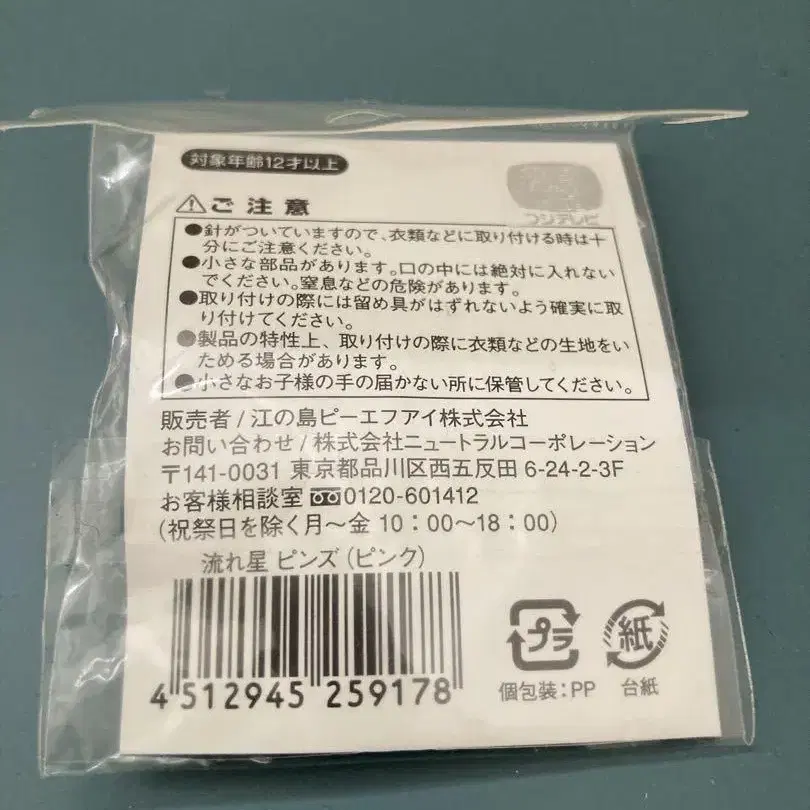 対象年齢12才以上
フジテレビ
⚠ご注意
●針がついていますので、衣類などに取り付ける時は十
分にご注意ください。
●小さな部品があります。口の中には絶対に入れない
でください。窒息などの危険があります。
●取り付けの際には留め具がはずれないよう確実に取
り付けてください。
●製品の特性上、取り付けの際に衣類などの生地をい
ためる場合があります。
●小さなお子様の手の届かない所に保管してください。
販売者/江の島ピーエフアイ株式会社
お問い合わせ/株式会社ニュートラルコーポレーション
〒141-0031 東京都品川区西五反田 6-24-2-3F
お客様相談室 0120-601412
(祝祭日を除く月〜金 10:00〜18:00)
流れ星 ピンズ (ピンク)
4 512945 259178
プラ
個包装:PP
紙
台紙